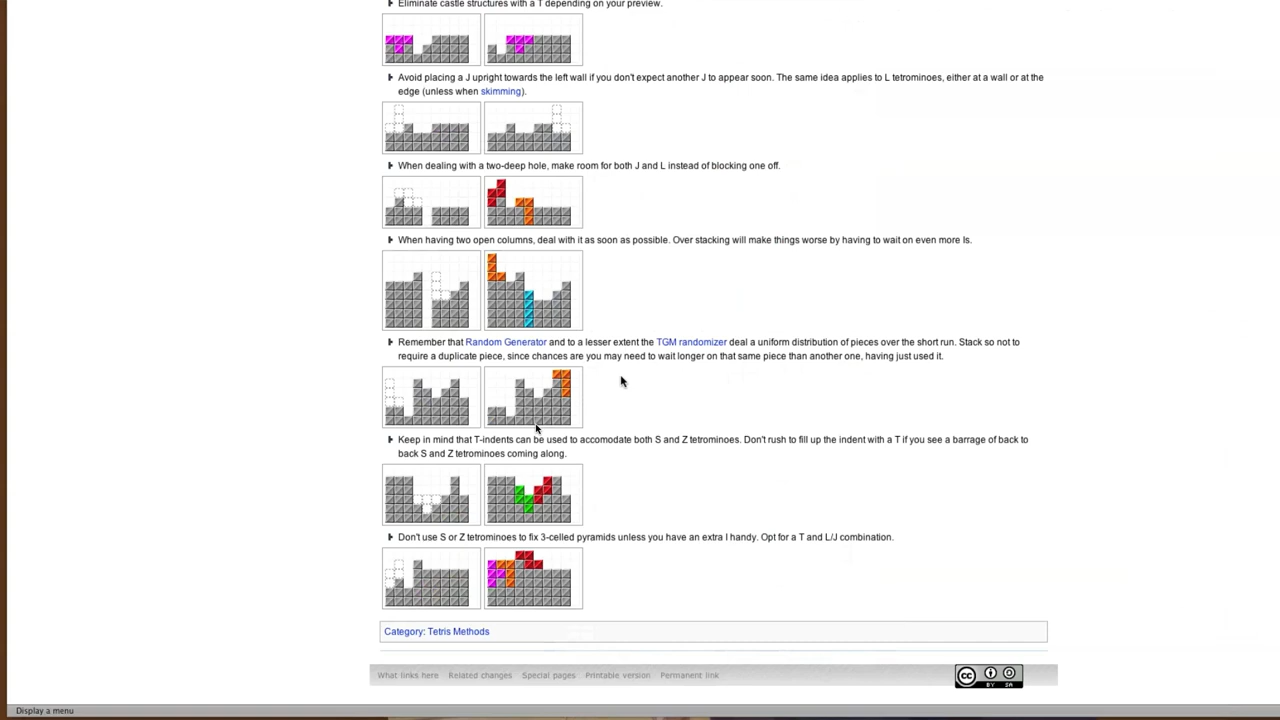 Eliminate castle structures with a T depending on your preview.
Avoid placing a J upright towards the left wall if you don't expect another J to appear soon. The same idea applies to L tetrominoes, either at a wall or at the
edge (unless when skimming).
When dealing with a two-deep hole, make room for both J and L instead of blocking one off.
When having two open columns, deal with it as soon as possible. Over stacking will make things worse by having to wait on even more Is.
Remember that Random Generator and to a lesser extent the TGM randomizer deal a uniform distribution of pieces over the short run. Stack so not to
require a duplicate piece, since chances are you may need to wait longer on that same piece than another one, having just used it.
Keep in mind that T-indents can be used to accomodate both S and Z tetrominoes. Don't rush to fill up the indent with a T if you see a barrage of back to
back S and Z tetrominoes coming along.
Don't use S or Z tetrominoes to fix 3-celled pyramids unless you have an extra I handy. Opt for a T and L/J combination.
Category: Tetris Methods
What links here Related changes Special pages Printable version Permanent link
cc BY SA
Display a menu